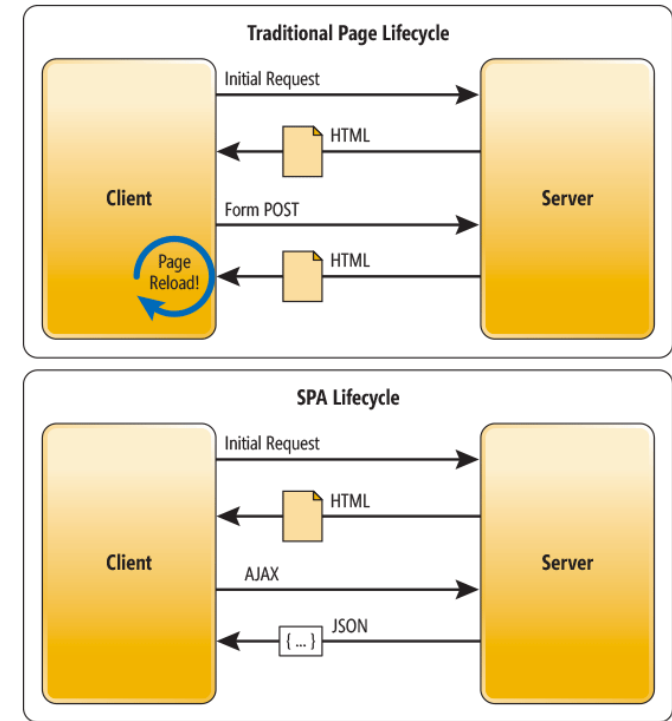 Traditional Page Lifecycle
Initial Request
HTML
Client
Server
Form POST
HTML
Page
Reload!
SPA Lifecycle
Initial Request
HTML
Client
Server
AJAX
JSON
{ ... }